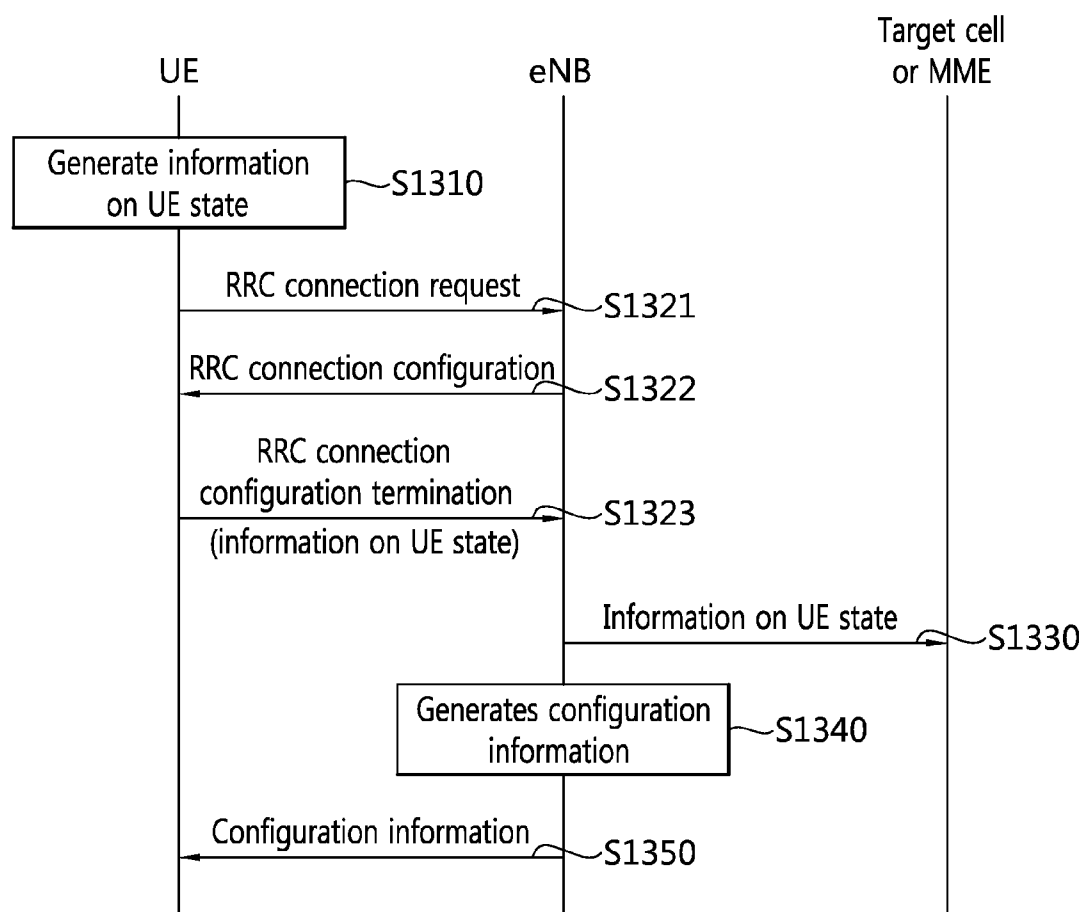 UE
eNB
Target cell
or MME
Generate information
on UE state
S1310
RRC connection request
S1321
RRC connection configuration
S1322
RRC connection
configuration termination
S1323
(information on UE state)
Information on UE state
S1330
Generates configuration
information
S1340
Configuration information
S1350